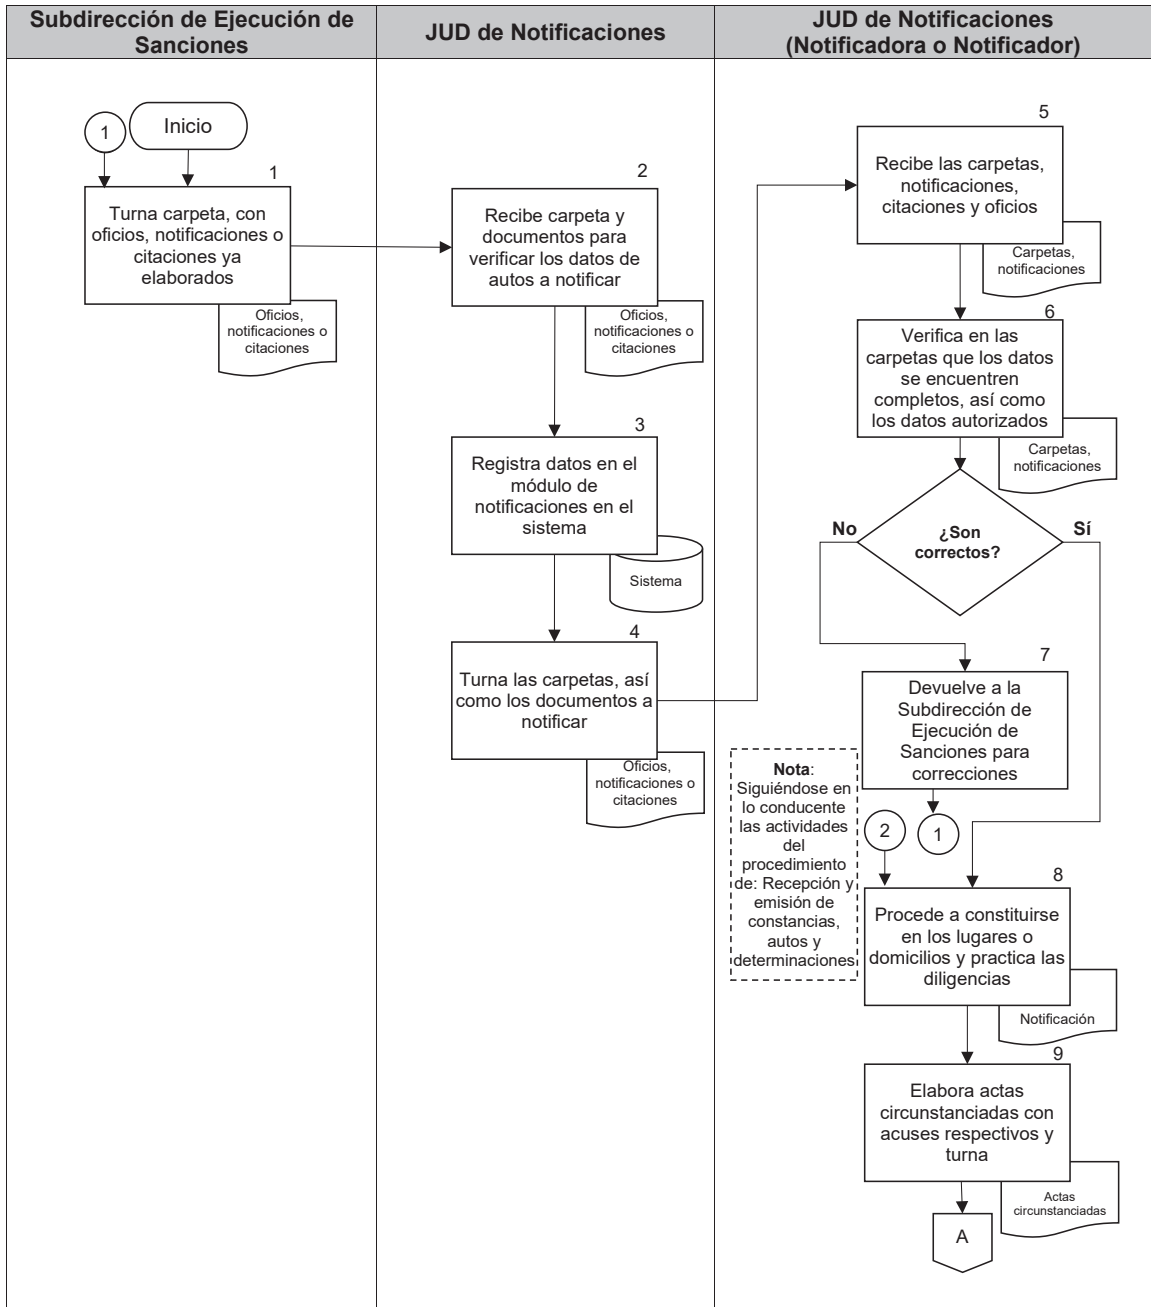 Subdirección de Ejecución de
Sanciones
JUD de Notificaciones
JUD de Notificaciones
(Notificadora o Notificador)
1
Inicio
1
Turna carpeta, con
oficios, notificaciones o
citaciones ya
elaborados
Oficios,
notificaciones o
citaciones
2
Recibe carpeta y
documentos para
verificar los datos de
autos a notificar
Oficios,
notificaciones o
citaciones
3
Registra datos en el
módulo de
notificaciones en el
sistema
Sistema
4
Turna las carpetas, así
como los documentos a
notificar
Oficios,
notificaciones o
citaciones
5
Recibe las carpetas,
notificaciones,
citaciones y oficios
Carpetas,
notificaciones
6
Verifica en las
carpetas que los datos
se encuentren
completos, así como
los datos autorizados
Carpetas,
notificaciones
¿Son
correctos?
No
Sí
7
Devuelve a la
Subdirección de
Ejecución de
Sanciones para
correcciones
1
Nota:
Siguiéndose en
lo conducente
las actividades
del
procedimiento
de: Recepción y
emisión de
constancias,
autos y
determinaciones
2
8
Procede a constituirse
en los lugares o
domicilios y practica las
diligencias
Notificación
9
Elabora actas
circunstanciadas con
acuses respectivos y
turna
Actas
circunstanciadas
A